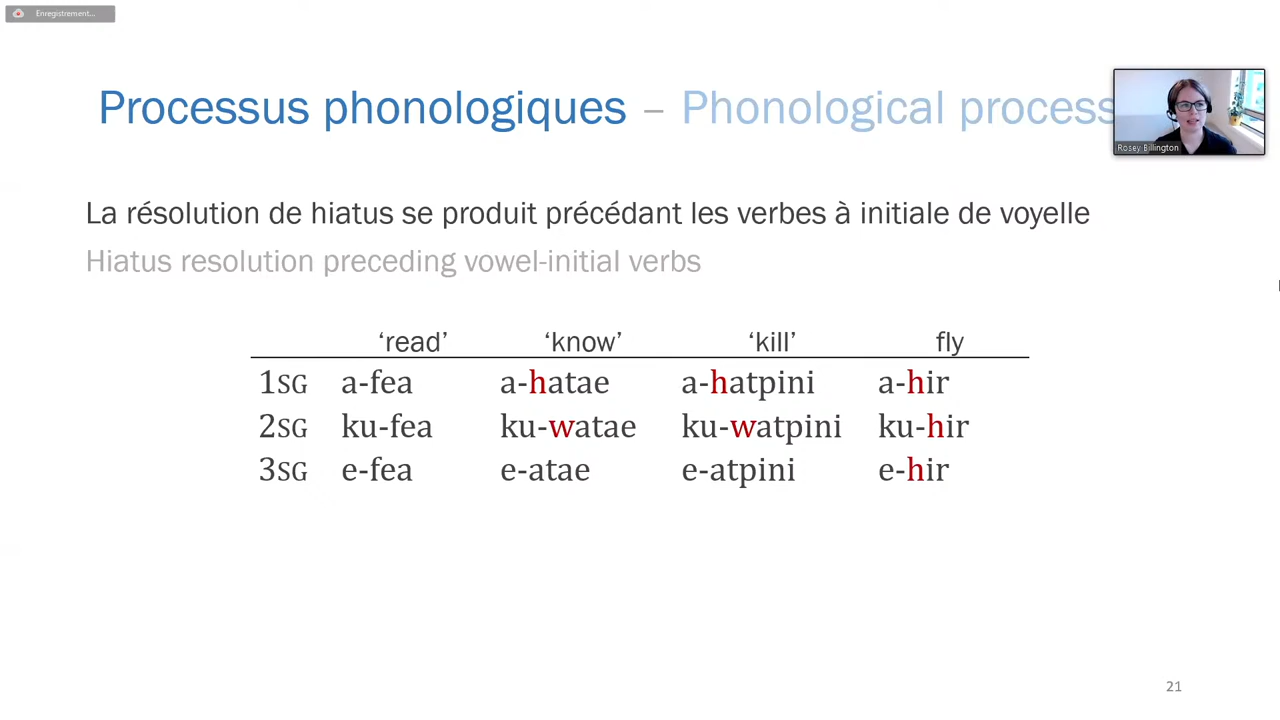 Enregistrement...
Processus phonologiques – Phonological process
Rosey Billington
La résolution de hiatus se produit précédant les verbes à initiale de voyelle
Hiatus resolution preceding vowel-initial verbs
‘read’ ‘know’ ‘kill’ fly
1SG a-fea a-hatae a-hatpini a-hir
2SG ku-fea ku-watae ku-watpini ku-hir
3SG e-fea e-atae e-atpini e-hir
21